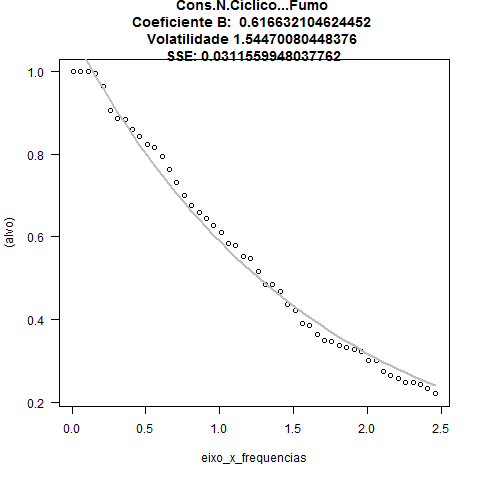 Cons.N.Ciclico...Fumo
Coeficiente B:  0.616632104624452
Volatilidade 1.54470080448376
SSE: 0.0311559948037762
1.0
0.8
0.6
0.4
0.2
(alvo)
0.0 0.5 1.0 1.5 2.0 2.5
eixo_x_frequencias